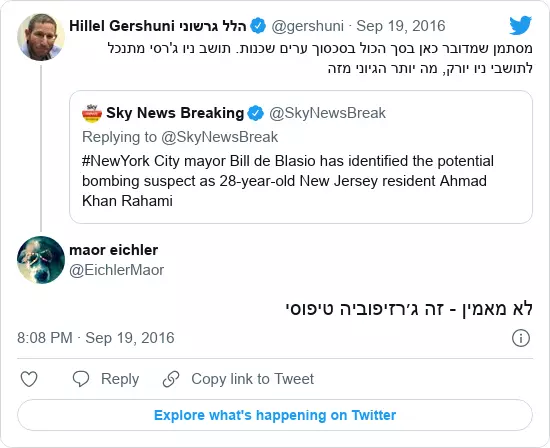 Hillel Gershuni הלל גרשוני @gershuni · Sep 19, 2016
מסתמן שמדובר כאן בסך הכול בסכסוך ערים שכנות. תושב ניו ג'רסי מתנכל
לתושבי ניו יורק, מה יותר הגיוני מזה
Sky News Breaking @SkyNewsBreak
Replying to @SkyNewsBreak
#NewYork City mayor Bill de Blasio has identified the potential
bombing suspect as 28-year-old New Jersey resident Ahmad
Khan Rahami
maor eichler
@EichlerMaor
לא מאמין - זה ג׳רזיפוביה טיפוסי
8:08 PM · Sep 19, 2016
Reply Copy link to Tweet
Explore what's happening on Twitter